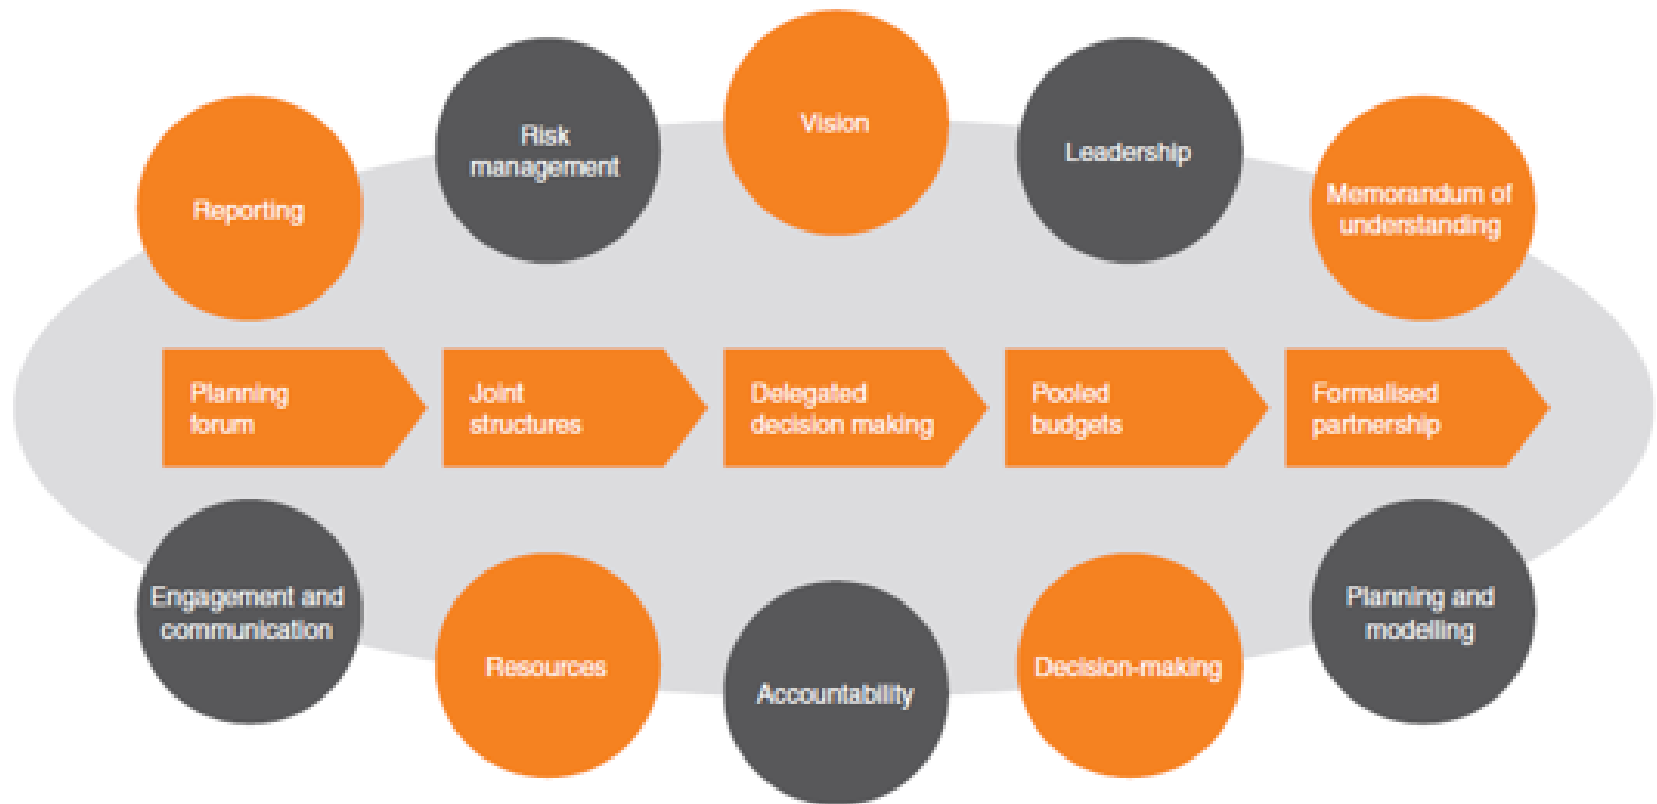 Vision
Risk
management
Leadership
Reporting
Memorandum of
understanding
Planning
forum
Joint
structures
Delegated
decision making
Pooled
budgets
Formalised
partnership
Engagement and
communication
Resources
Accountability
Decision-making
Planning and
modelling